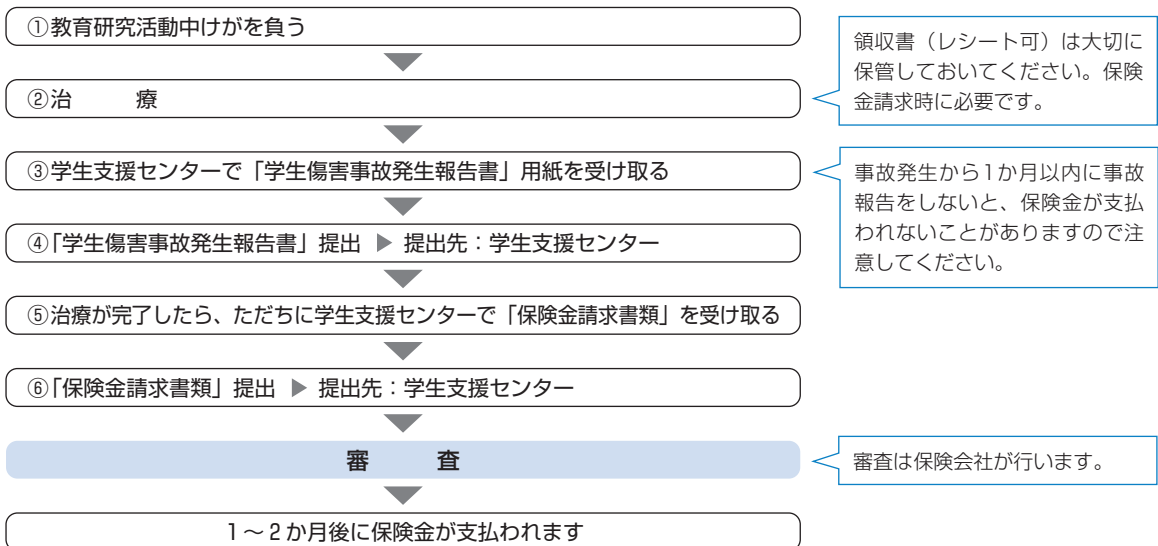 ①教育研究活動中けがを負う
領収書（レシート可）は大切に
保管しておいてください。保険
金請求時に必要です。
②治　　療
③学生支援センターで「学生傷害事故発生報告書」用紙を受け取る
事故発生から1か月以内に事故
報告をしないと、保険金が支払
われないことがありますので注
意してください。
④「学生傷害事故発生報告書」提出 ▶ 提出先：学生支援センター
⑤治療が完了したら、ただちに学生支援センターで「保険金請求書類」を受け取る
⑥「保険金請求書類」提出 ▶ 提出先：学生支援センター
審　　査
審査は保険会社が行います。
1～2か月後に保険金が支払われます